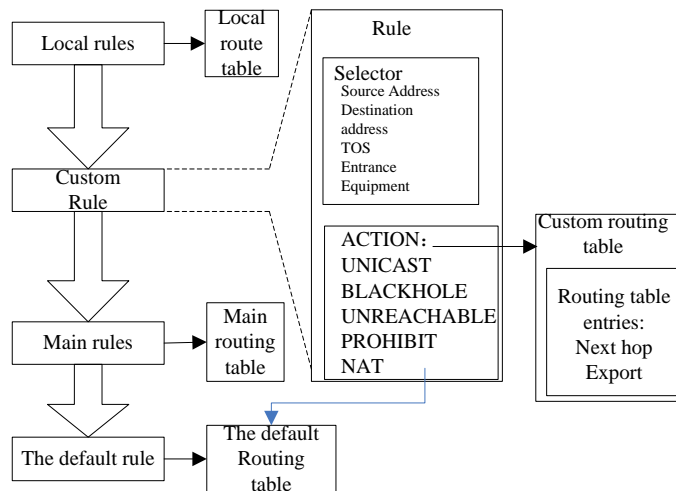 Local rules
Local
route
table
Custom
Rule
Main rules
Main
routing
table
The default rule
The default
Routing
table
Rule
Selector
Source Address
Destination
address
TOS
Entrance
Equipment
ACTION：
UNICAST
BLACKHOLE
UNREACHABLE
PROHIBIT
NAT
Custom routing
table
Routing table
entries:
Next hop
Export